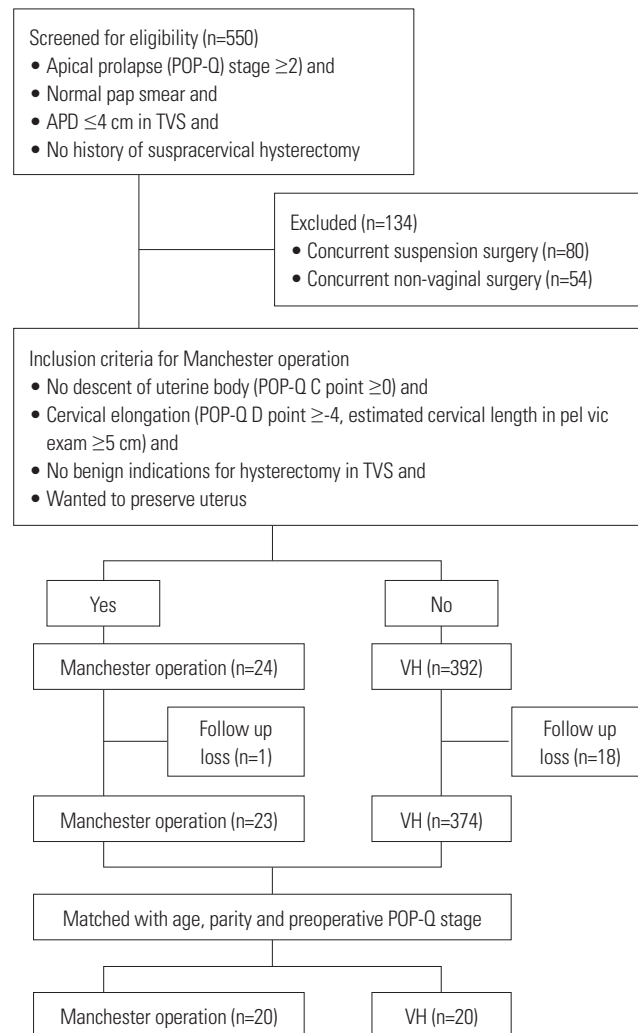 Screened for eligibility (n=550)
• Apical prolapse (POP-Q) stage ≥2) and
• Normal pap smear and
• APD ≤4 cm in TVS and
• No history of suspracervical hysterectomy
Excluded (n=134)
• Concurrent suspension surgery (n=80)
• Concurrent non-vaginal surgery (n=54)
Inclusion criteria for Manchester operation
• No descent of uterine body (POP-Q C point ≥0) and
• Cervical elongation (POP-Q D point ≥-4, estimated cervical length in pel vic
exam ≥5 cm) and
• No benign indications for hysterectomy in TVS and
• Wanted to preserve uterus
Yes
No
Manchester operation (n=24)
VH (n=392)
Follow up
loss (n=1)
Follow up
loss (n=18)
Manchester operation (n=23)
VH (n=374)
Matched with age, parity and preoperative POP-Q stage
Manchester operation (n=20)
VH (n=20)